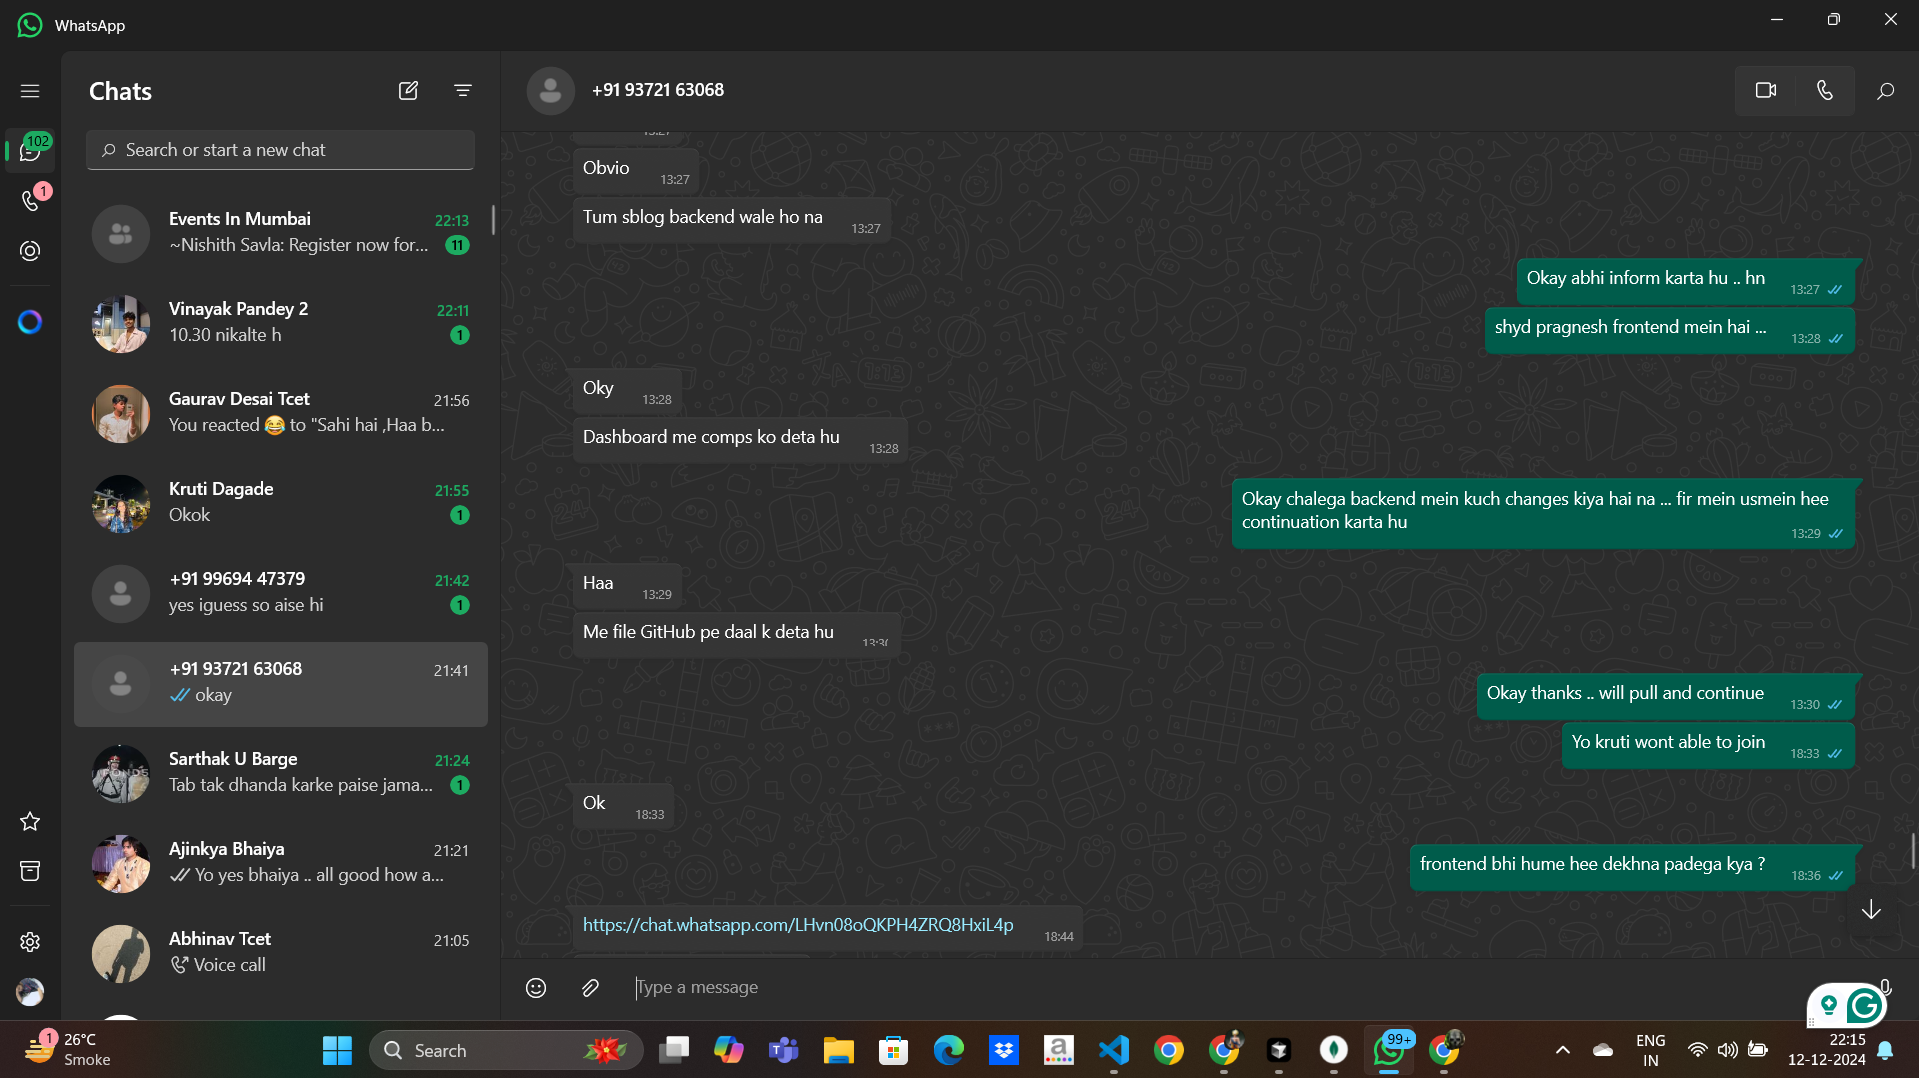 WhatsApp
Chats
102
1
Search or start a new chat
Events In Mumbai 22:13
~Nishith Savla: Register now for... 11
Vinayak Pandey 2 22:11
10.30 nikalte h 1
Gaurav Desai Tcet 21:56
You reacted 😂 to "Sahi hai ,Haa b...
Kruti Dagade 21:55
Okok 1
+91 99694 47379 21:42
yes iguess so aise hi 1
+91 93721 63068 21:41
okay
Sarthak U Barge 21:24
Tab tak dhanda karke paise jama... 1
Ajinkya Bhaiya 21:21
Yo yes bhaiya .. all good how a...
Abhinav Tcet 21:05
Voice call
+91 93721 63068
13:27
Obvio 13:27
Tum sblog backend wale ho na 13:27
Okay abhi inform karta hu .. hn 13:27
shyd pragnesh frontend mein hai ... 13:28
Oky 13:28
Dashboard me comps ko deta hu 13:28
Okay chalega backend mein kuch changes kiya hai na ... fir mein usmein hee
continuation karta hu 13:29
Haa 13:29
Me file GitHub pe daal k deta hu 13:30
Okay thanks .. will pull and continue 13:30
Yo kruti wont able to join 18:33
Ok 18:33
frontend bhi hume hee dekhna padega kya ? 18:36
https://chat.whatsapp.com/LHvn08oQKPH4ZRQ8HxiL4p 18:44
Type a message
1
26°C
Smoke
Search
99+
ENG
IN
22:15
12-12-2024